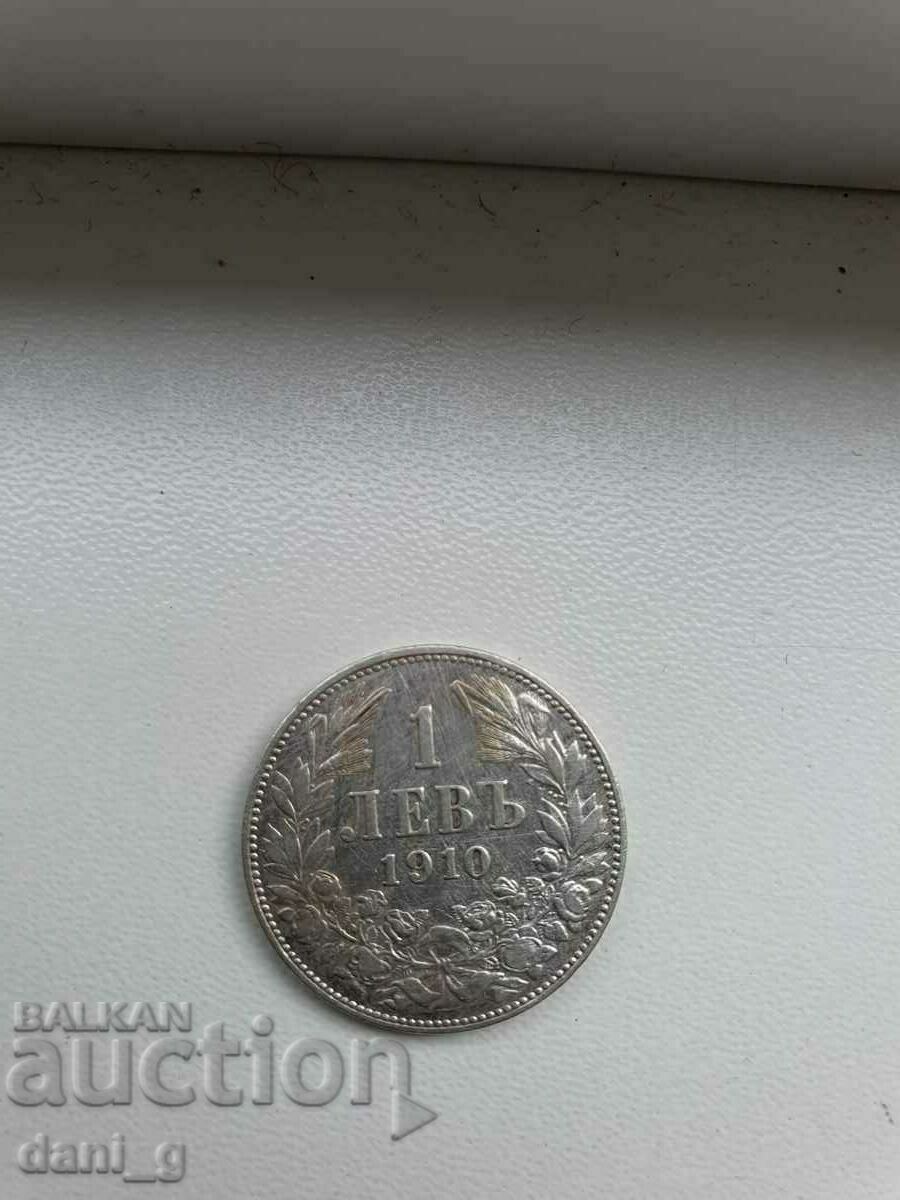 1
ЛЕВЪ
1910
BALKAN
auction
dani_g